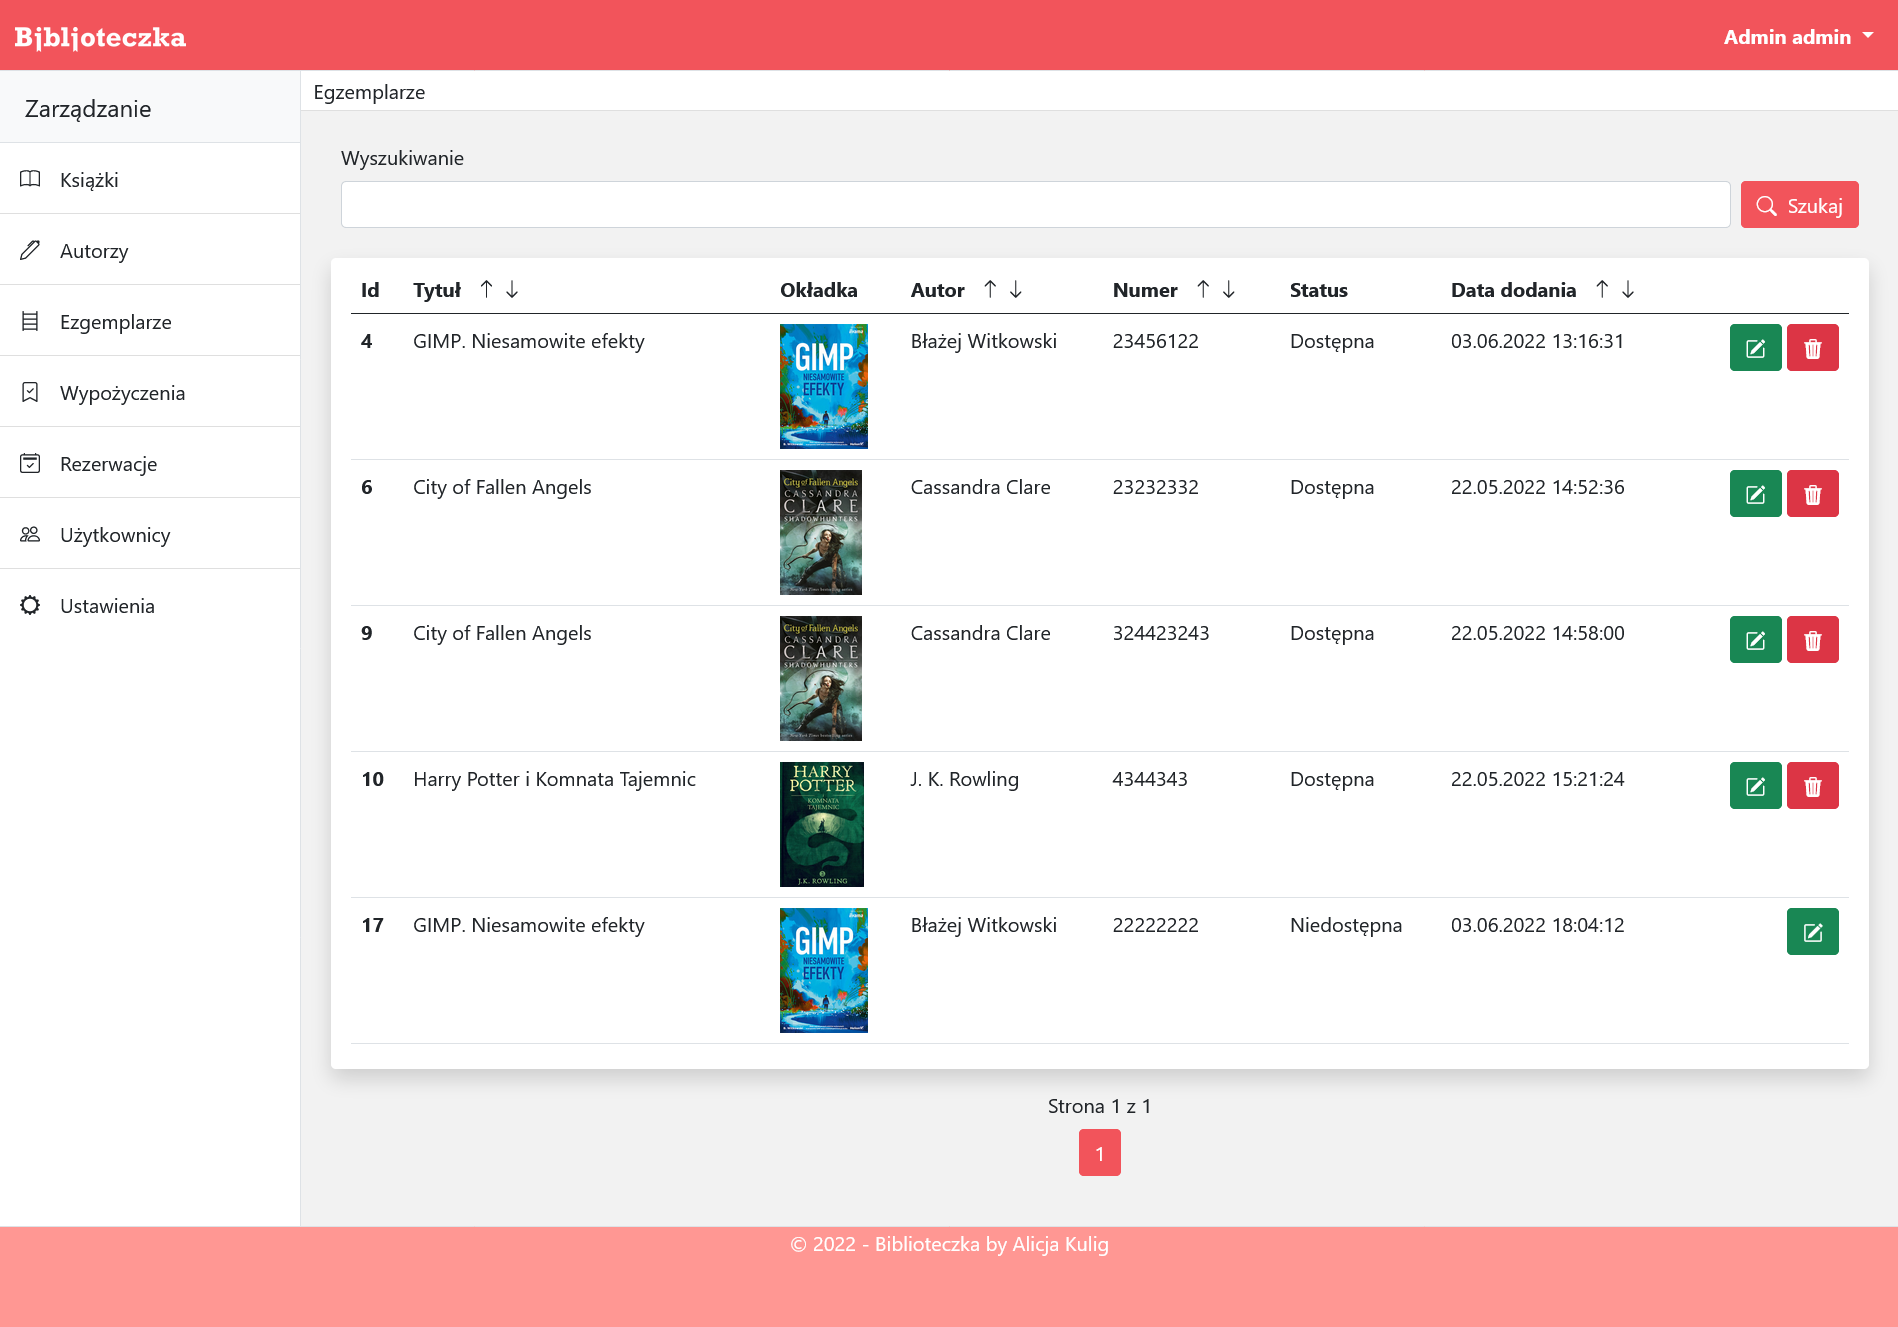 Bjbljoteczka
Admin admin
Zarządzanie
Książki
Autorzy
Ezgemplarze
Wypożyczenia
Rezerwacje
Użytkownicy
Ustawienia
Egzemplarze
Wyszukiwanie
Szukaj
Id Tytuł ↑ ↓ Okładka Autor ↑ ↓ Numer ↑ ↓ Status Data dodania ↑ ↓
4 GIMP. Niesamowite efekty Błażej Witkowski 23456122 Dostępna 03.06.2022 13:16:31
GIMP
NIESAMOWITE
EFEKTY
6 City of Fallen Angels Cassandra Clare 23232332 Dostępna 22.05.2022 14:52:36
City of Fallen Angels
CASSANDRA
CLARE
SHADOWHUNTERS
9 City of Fallen Angels Cassandra Clare 324423243 Dostępna 22.05.2022 14:58:00
City of Fallen Angels
CASSANDRA
CLARE
SHADOWHUNTERS
10 Harry Potter i Komnata Tajemnic J. K. Rowling 4344343 Dostępna 22.05.2022 15:21:24
HARRY
POTTER
KOMNATA
TAJEMNIC
J.K. ROWLING
17 GIMP. Niesamowite efekty Błażej Witkowski 22222222 Niedostępna 03.06.2022 18:04:12
GIMP
NIESAMOWITE
EFEKTY
Strona 1 z 1
1
© 2022 - Biblioteczka by Alicja Kulig